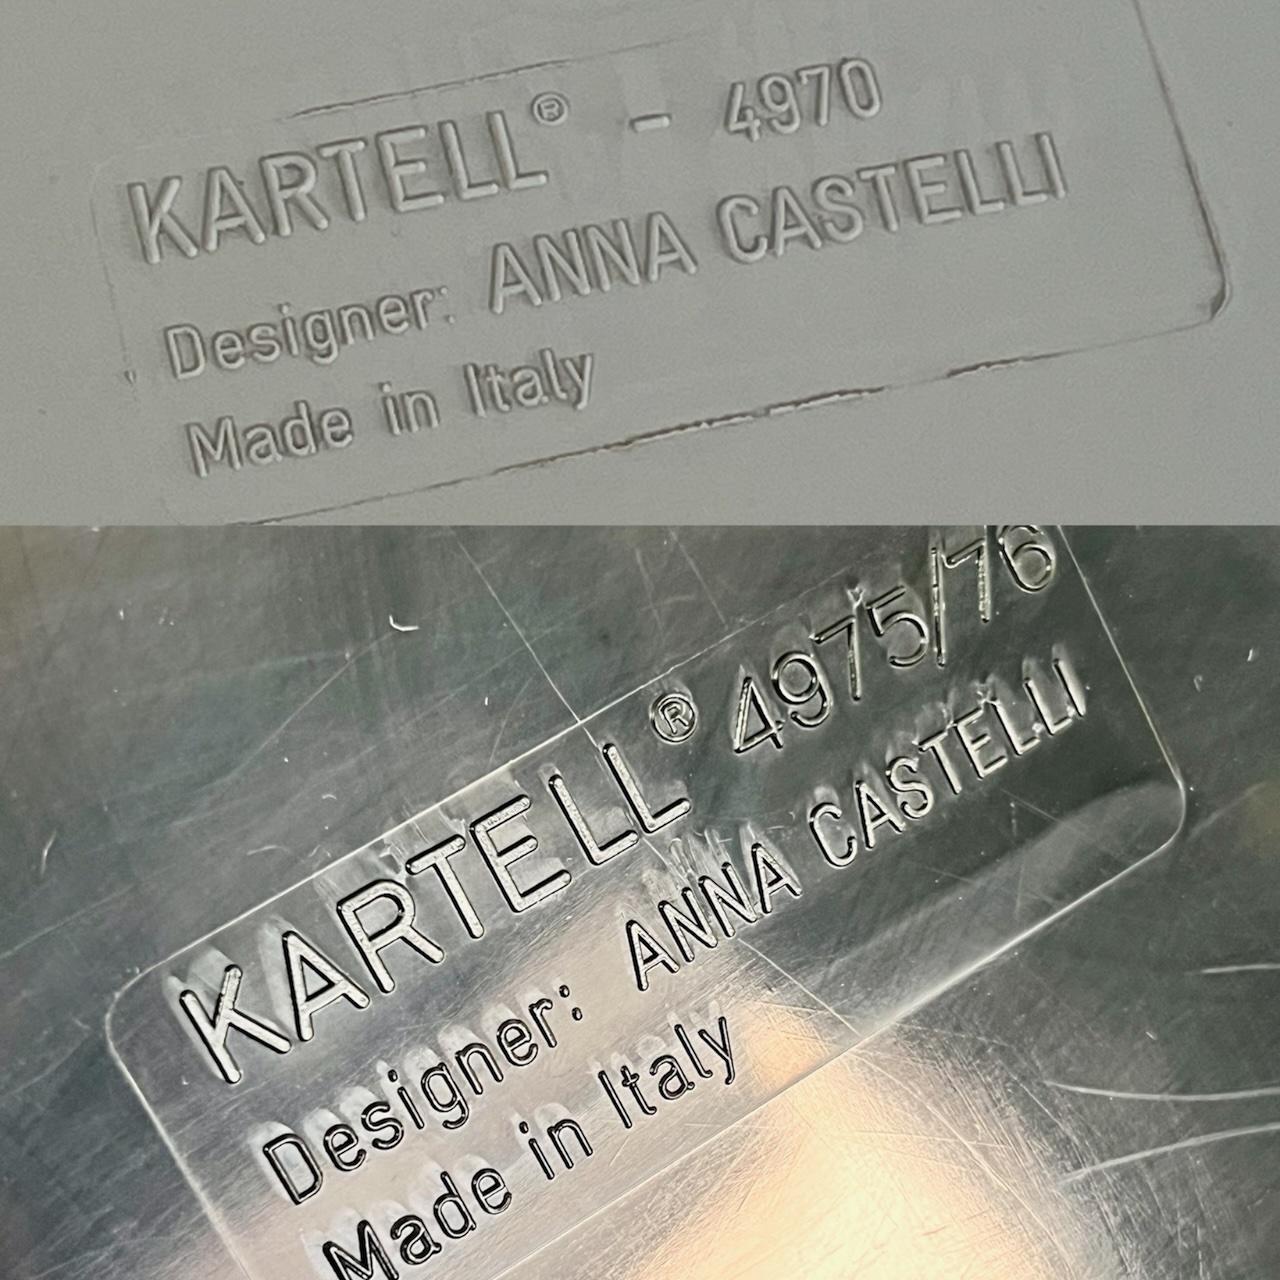 KARTELL® - 4970
Designer: ANNA CASTELLI
Made in Italy
KARTELL® 4975/76
Designer: ANNA CASTELLI
Made in Italy